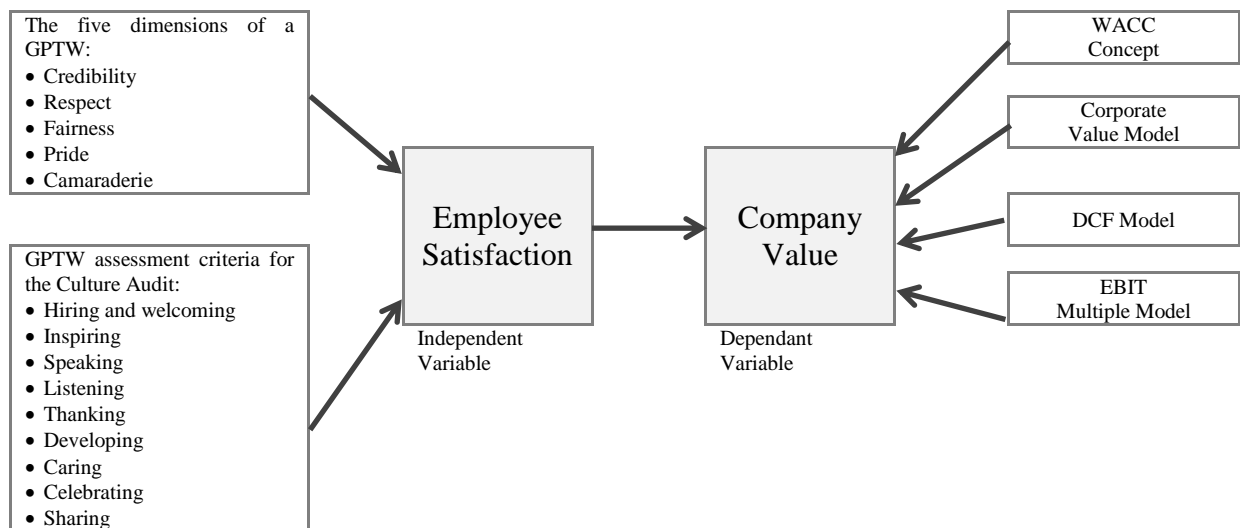 The five dimensions of a
GPTW:
• Credibility
• Respect
• Fairness
• Pride
• Camaraderie
GPTW assessment criteria for
the Culture Audit:
• Hiring and welcoming
• Inspiring
• Speaking
• Listening
• Thanking
• Developing
• Caring
• Celebrating
• Sharing
Employee
Satisfaction
Independent
Variable
Company
Value
Dependant
Variable
WACC
Concept
Corporate
Value Model
DCF Model
EBIT
Multiple Model